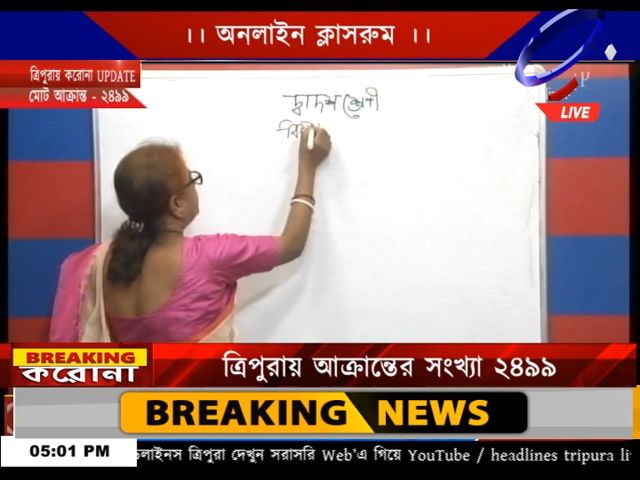 ।। অনলাইন ক্লাসরুম ।।
ত্রিপুরায় করোনা UPDATE
মোট আক্রান্ত - ২৪৯৯
LIVE
দ্বাদশ শ্রেণী
BREAKING
করোনা
ত্রিপুরায় আক্রান্তের সংখ্যা ২৪৯৯
BREAKING NEWS
05:01 PM
ডলাইনস ত্রিপুরা দেখুন সরাসরি Web'এ গিয়ে YouTube / headlines tripura li